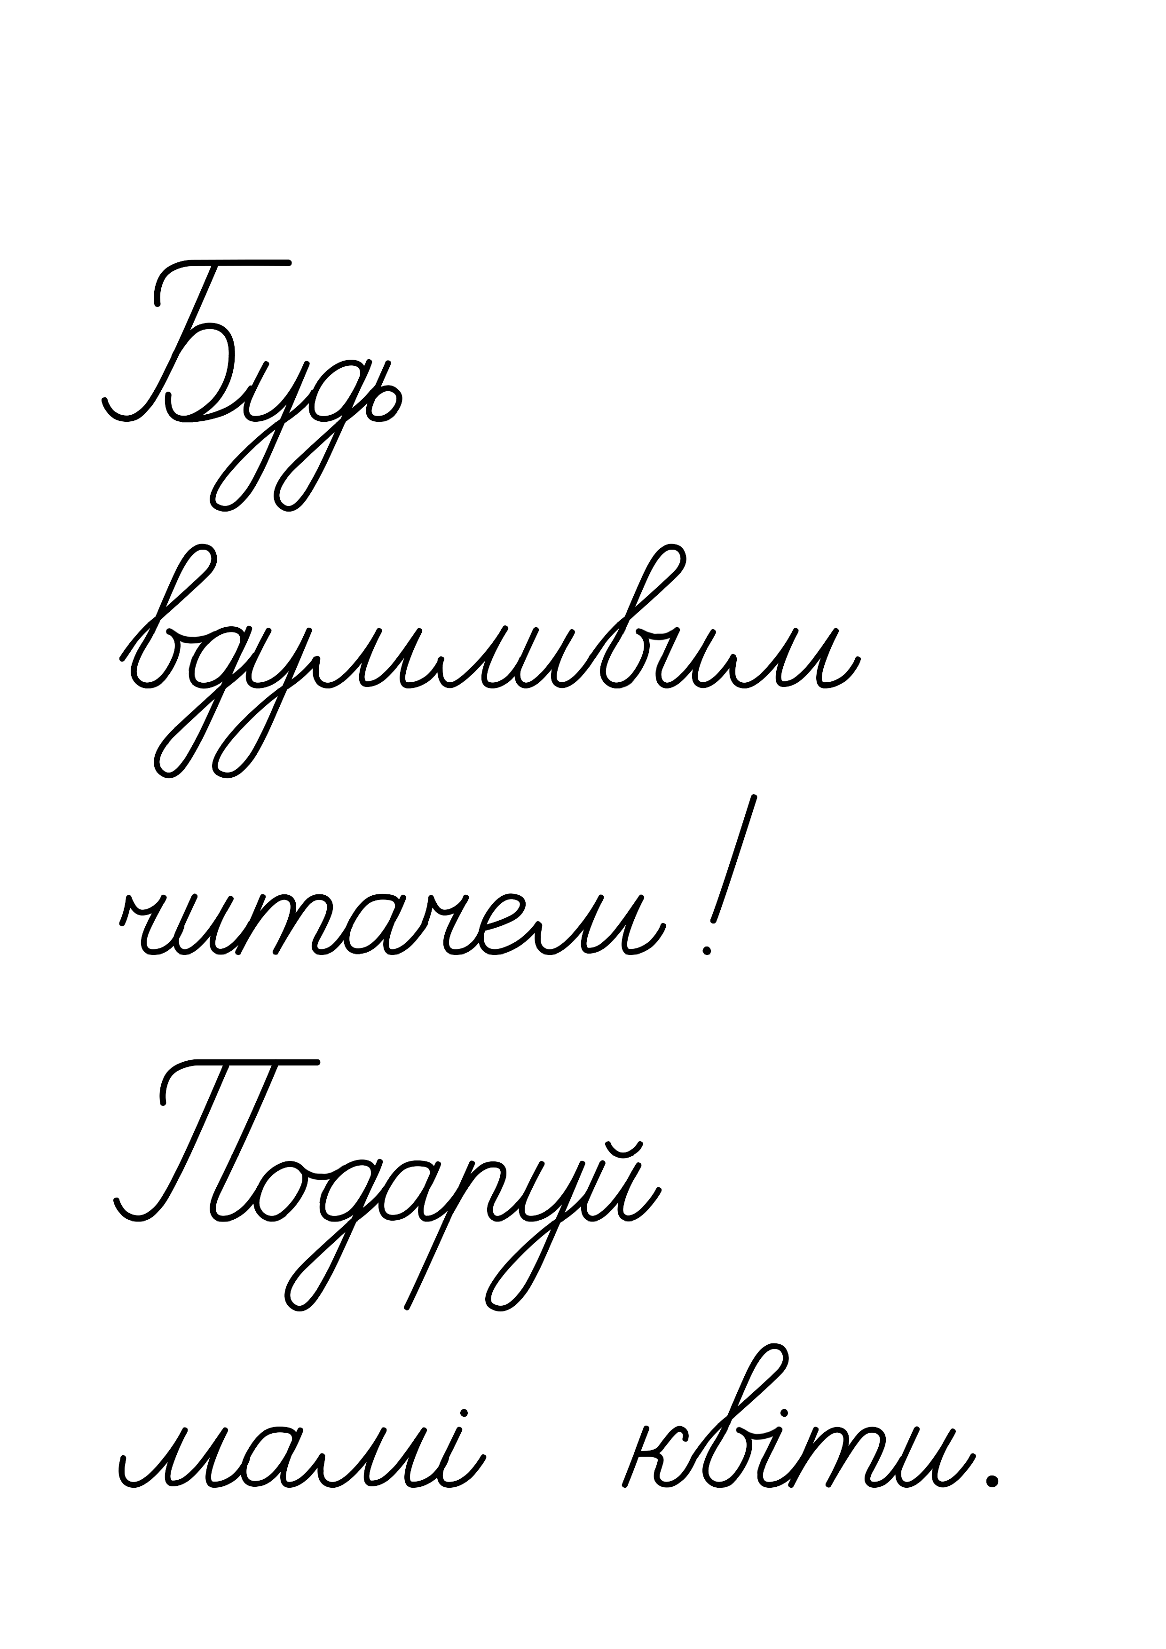 Будь
вдумливим
читачем!
Подаруй
мамі квіти.